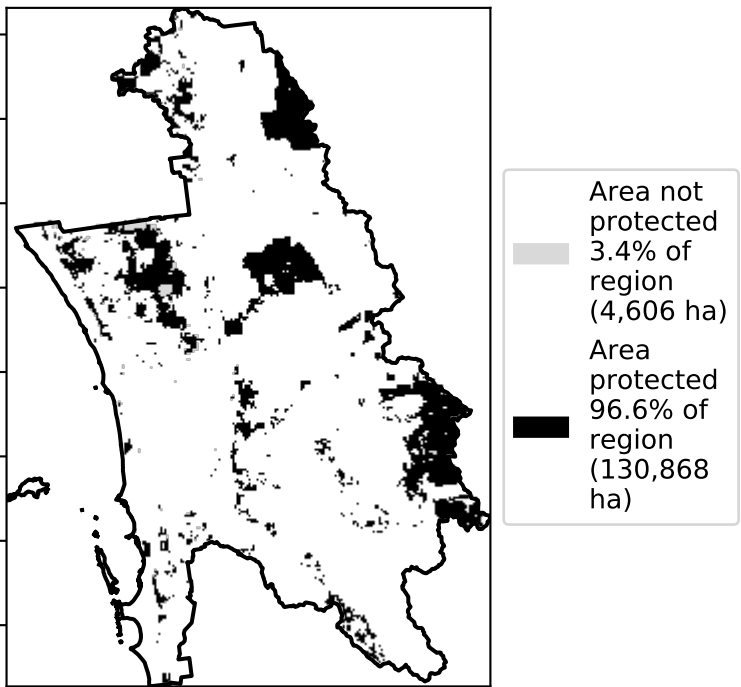 Area not
protected
3.4% of
region
(4,606 ha)
Area
protected
96.6% of
region
(130,868
ha)